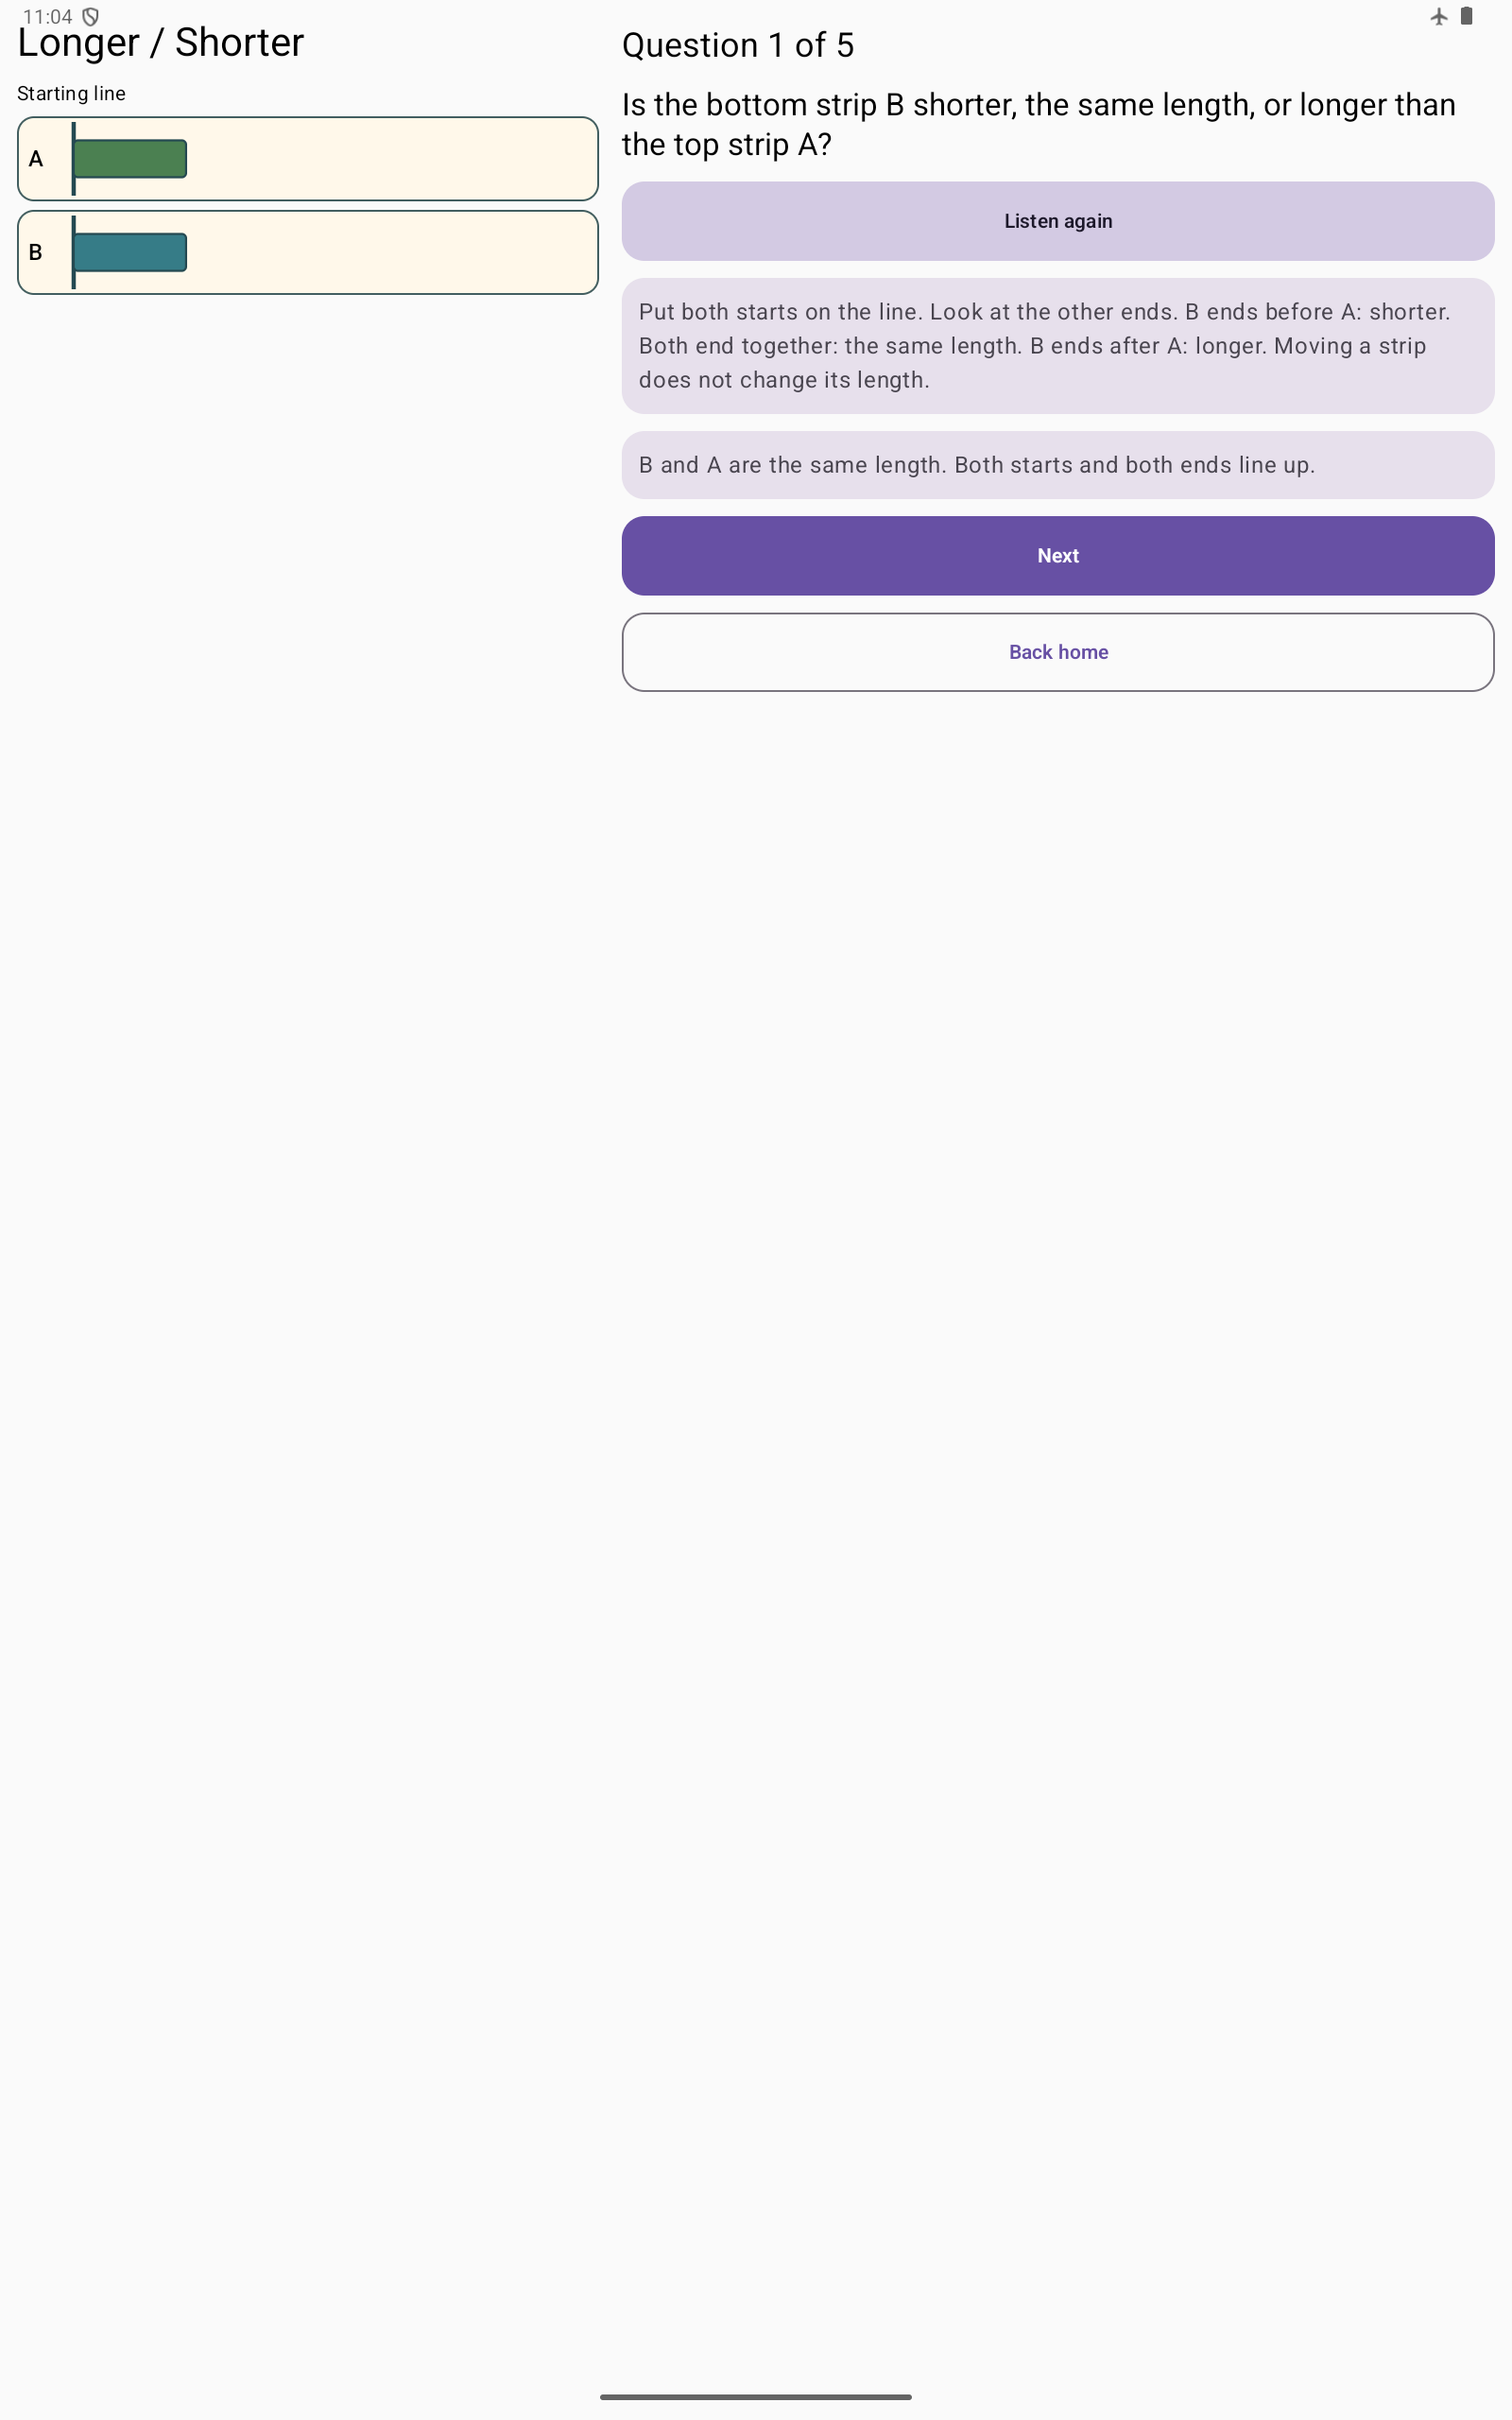 11:04
Longer / Shorter
Starting line
A
B
Question 1 of 5
Is the bottom strip B shorter, the same length, or longer than
the top strip A?
Listen again
Put both starts on the line. Look at the other ends. B ends before A: shorter.
Both end together: the same length. B ends after A: longer. Moving a strip
does not change its length.
B and A are the same length. Both starts and both ends line up.
Next
Back home